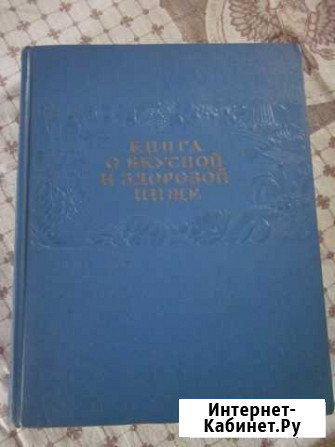 КНИГА
О ВКУСНОЙ
И ЗДОРОВОЙ
ПИЩЕ
Интернет-
Кабинет.Ру